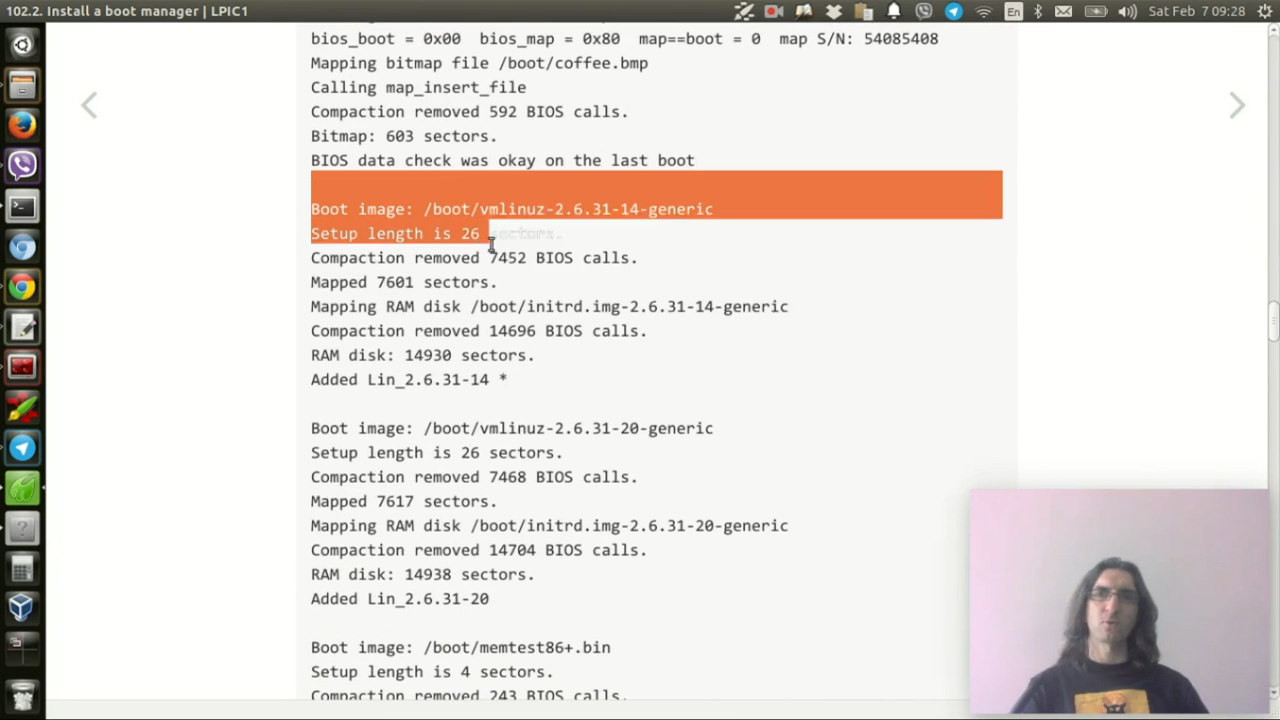 102.2. Install a boot manager | LPIC1
En
Sat Feb 7 09:28
bios_boot = 0x00 bios_map = 0x80 map==boot = 0 map S/N: 54085408
Mapping bitmap file /boot/coffee.bmp
Calling map_insert_file
Compaction removed 592 BIOS calls.
Bitmap: 603 sectors.
BIOS data check was okay on the last boot
Boot image: /boot/vmlinuz-2.6.31-14-generic
Setup length is 26 sectors.
Compaction removed 7452 BIOS calls.
Mapped 7601 sectors.
Mapping RAM disk /boot/initrd.img-2.6.31-14-generic
Compaction removed 14696 BIOS calls.
RAM disk: 14930 sectors.
Added Lin_2.6.31-14 *
Boot image: /boot/vmlinuz-2.6.31-20-generic
Setup length is 26 sectors.
Compaction removed 7468 BIOS calls.
Mapped 7617 sectors.
Mapping RAM disk /boot/initrd.img-2.6.31-20-generic
Compaction removed 14704 BIOS calls.
RAM disk: 14938 sectors.
Added Lin_2.6.31-20
Boot image: /boot/memtest86+.bin
Setup length is 4 sectors.
Compaction removed 243 BIOS calls.